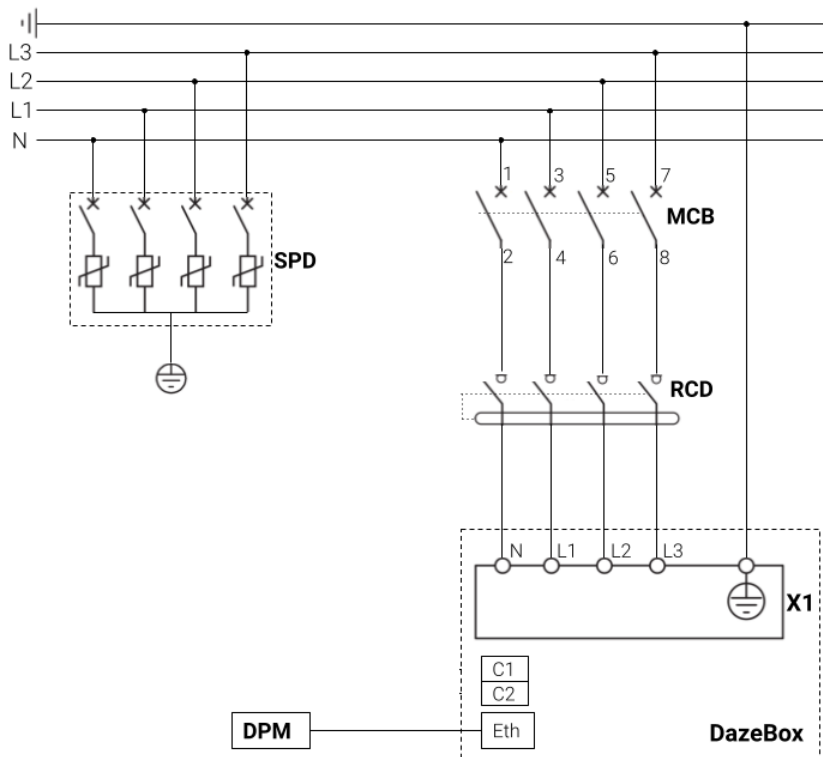 L3
L2
L1
N
1 3 5 7
MCB
2 4 6 8
SPD
RCD
N L1 L2 L3
X1
C1
C2
DPM Eth DazeBox